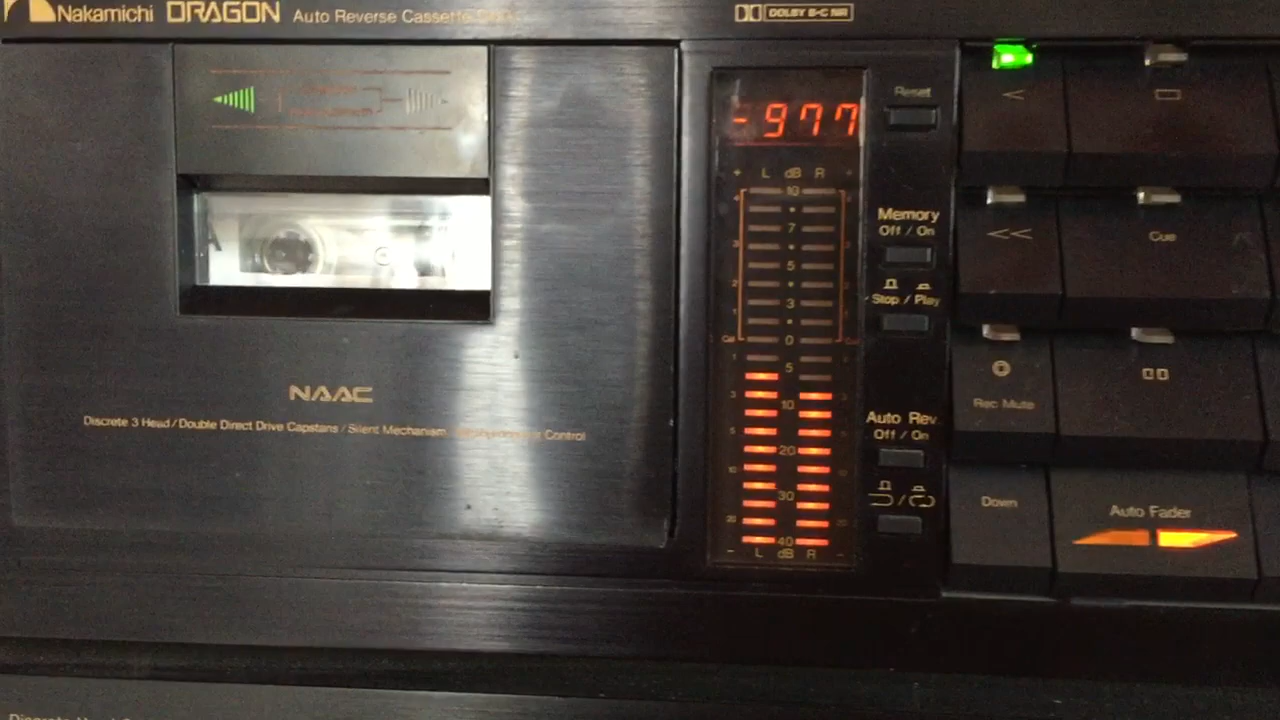 Nakamichi DRAGON Auto Reverse Cassette
DOLBY B-C NR
-977
Reset
+ L dB R +
10
7
5
3
0
5
10
20
30
40
- L dB R -
Memory
Off / On
Stop / Play
Auto Rev.
Off / On
<
<<
Cue
Rec Mute
Down
Auto Fader
NAAC
Discrete 3 Head / Double Direct Drive Capstans / Silent Mechanism Control